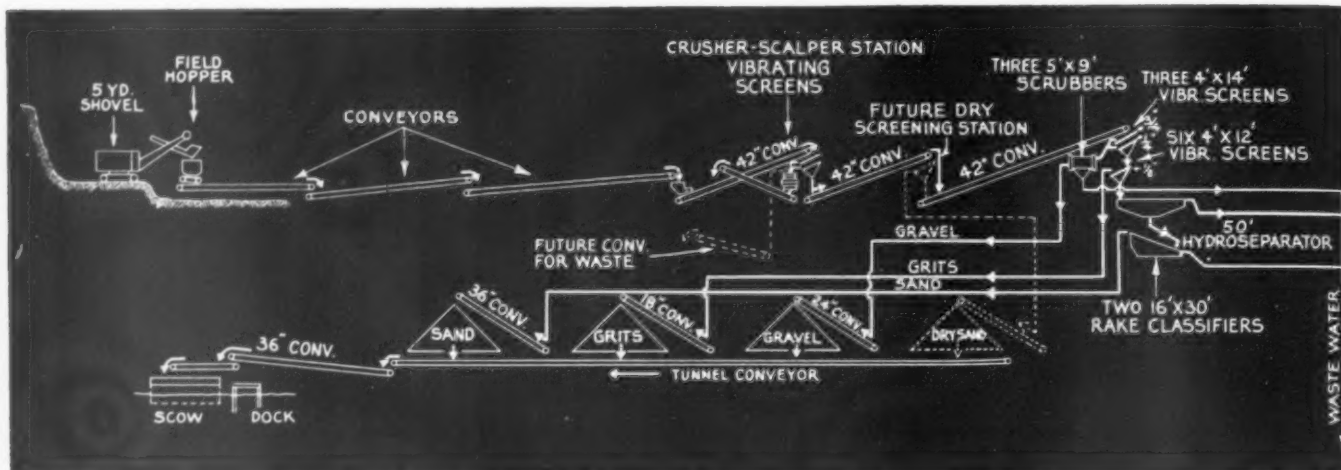 FIELD
HOPPER
5 YD.
SHOVEL
CONVEYORS
CRUSHER-SCALPER STATION
VIBRATING
SCREENS
42" CONV.
42" CONV.
FUTURE DRY
SCREENING STATION
42" CONV.
THREE 5'X9'
SCRUBBERS
THREE 4'X14'
VIBR. SCREENS
SIX 4'X12'
VIBR. SCREENS
FUTURE CONV.
FOR WASTE
GRAVEL
GRITS
SAND
50'
HYDROSEPARATOR
TWO 16'X30'
RAKE CLASSIFIERS
WASTE WATER
36" CONV.
18" CONV.
24" CONV.
SAND
GRITS
GRAVEL
DRY SAND
36" CONV.
TUNNEL CONVEYOR
SCOW
DOCK